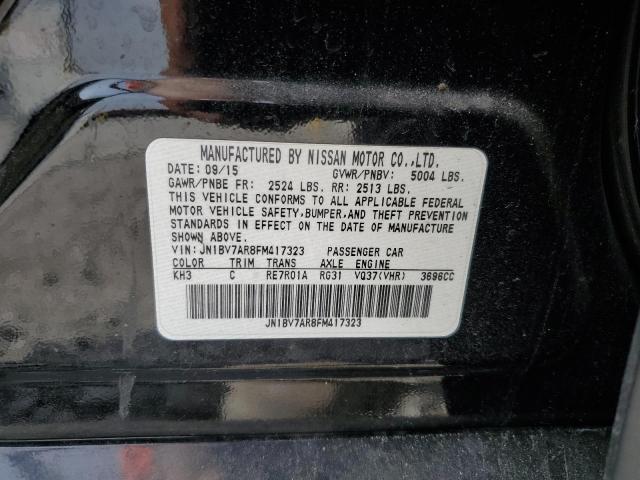 MANUFACTURED BY NISSAN MOTOR CO.,LTD.
DATE: 09/15 GVWR/PNBV: 5004 LBS.
GAWR/PNBE FR: 2524 LBS. RR: 2513 LBS.
THIS VEHICLE CONFORMS TO ALL APPLICABLE FEDERAL
MOTOR VEHICLE SAFETY, BUMPER, AND THEFT PREVENTION
STANDARDS IN EFFECT ON THE DATE OF MANUFACTURE
SHOWN ABOVE.
VIN: JN1BV7AR8FM417323 PASSENGER CAR
COLOR TRIM TRANS AXLE ENGINE
KH3 C RE7R01A RG31 VQ37(VHR) 3696CC
JN1BV7AR8FM417323